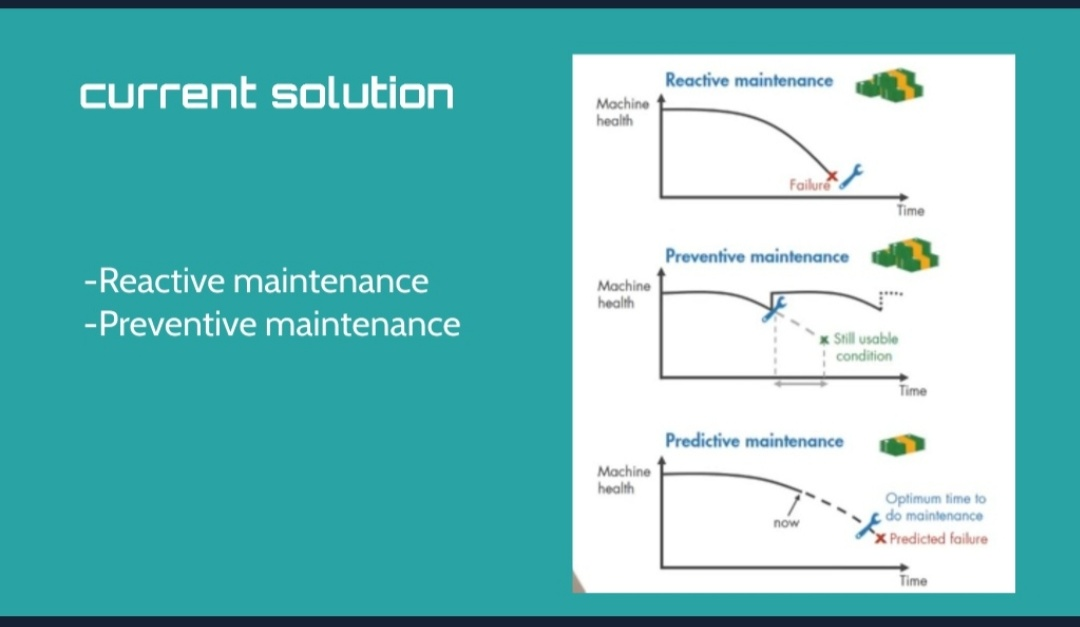 current solution
-Reactive maintenance
-Preventive maintenance
Reactive maintenance
Machine
health
Failure
Time
Preventive maintenance
Machine
health
Still usable
condition
Time
Predictive maintenance
Machine
health
now
Optimum time to
do maintenance
Predicted failure
Time